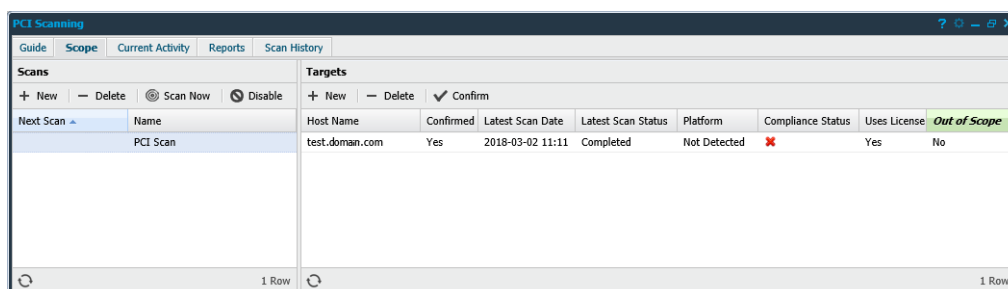 PCI Scanning
Guide Scope Current Activity Reports Scan History
Scans
+ New − Delete Scan Now Disable
Next Scan Name
PCI Scan
1 Row
Targets
+ New − Delete Confirm
Host Name Confirmed Latest Scan Date Latest Scan Status Platform Compliance Status Uses License Out of Scope
test.doman.com Yes 2018-03-02 11:11 Completed Not Detected Yes No
1 Row